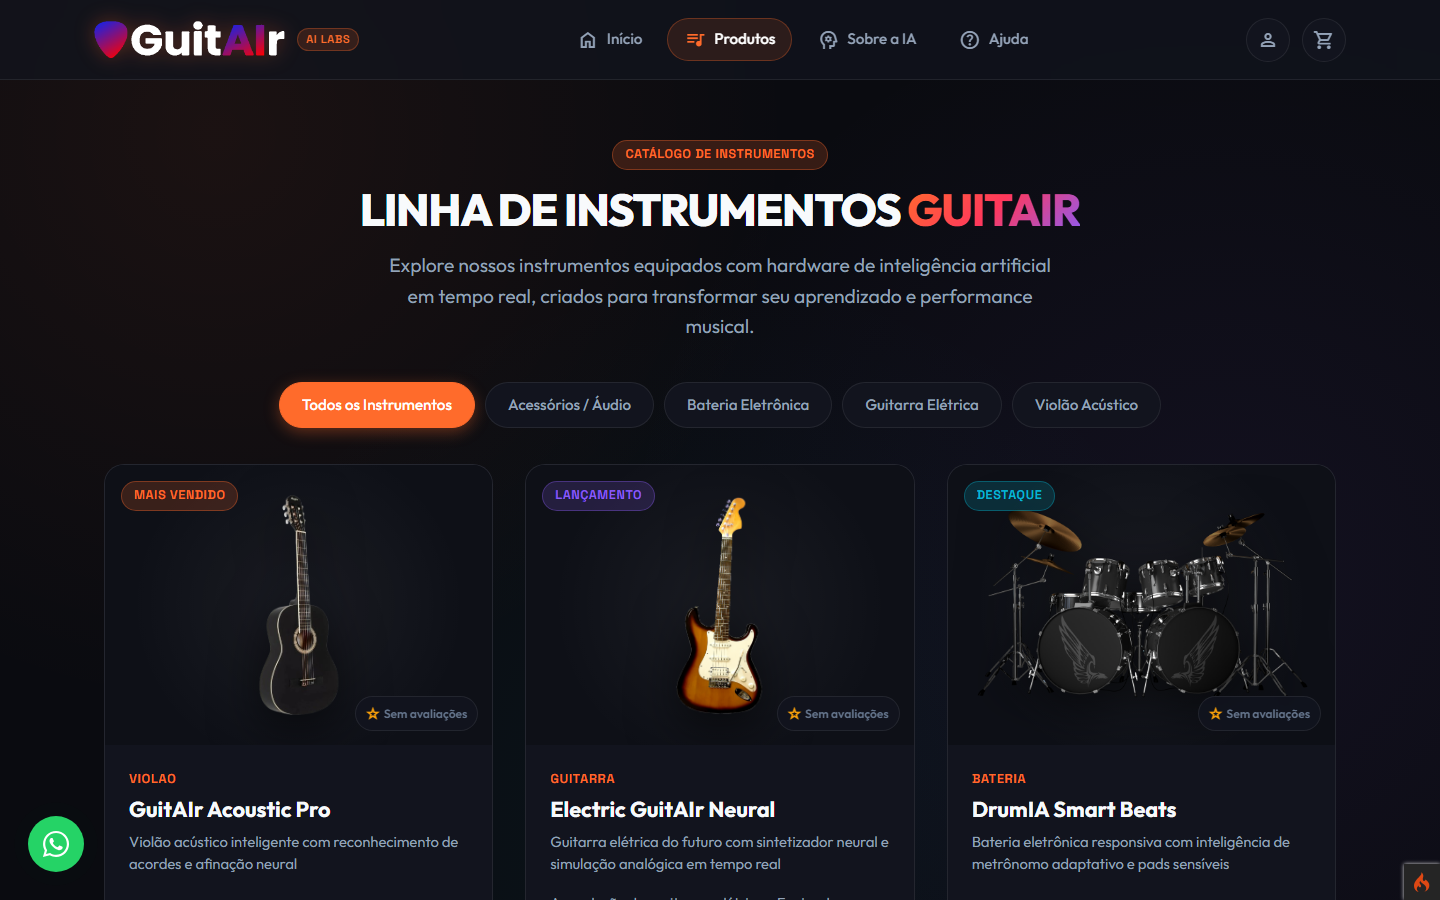 GuitAIr
AI LABS
Início
Produtos
Sobre a IA
Ajuda
CATÁLOGO DE INSTRUMENTOS
LINHA DE INSTRUMENTOS GUITAIR
Explore nossos instrumentos equipados com hardware de inteligência artificial
em tempo real, criados para transformar seu aprendizado e performance
musical.
Todos os Instrumentos
Acessórios / Áudio
Bateria Eletrônica
Guitarra Elétrica
Violão Acústico
MAIS VENDIDO
Sem avaliações
VIOLAO
GuitAIr Acoustic Pro
Violão acústico inteligente com reconhecimento de
acordes e afinação neural
LANÇAMENTO
Sem avaliações
GUITARRA
Electric GuitAIr Neural
Guitarra elétrica do futuro com sintetizador neural e
simulação analógica em tempo real
DESTAQUE
Sem avaliações
BATERIA
DrumIA Smart Beats
Bateria eletrônica responsiva com inteligência de
metrônomo adaptativo e pads sensíveis